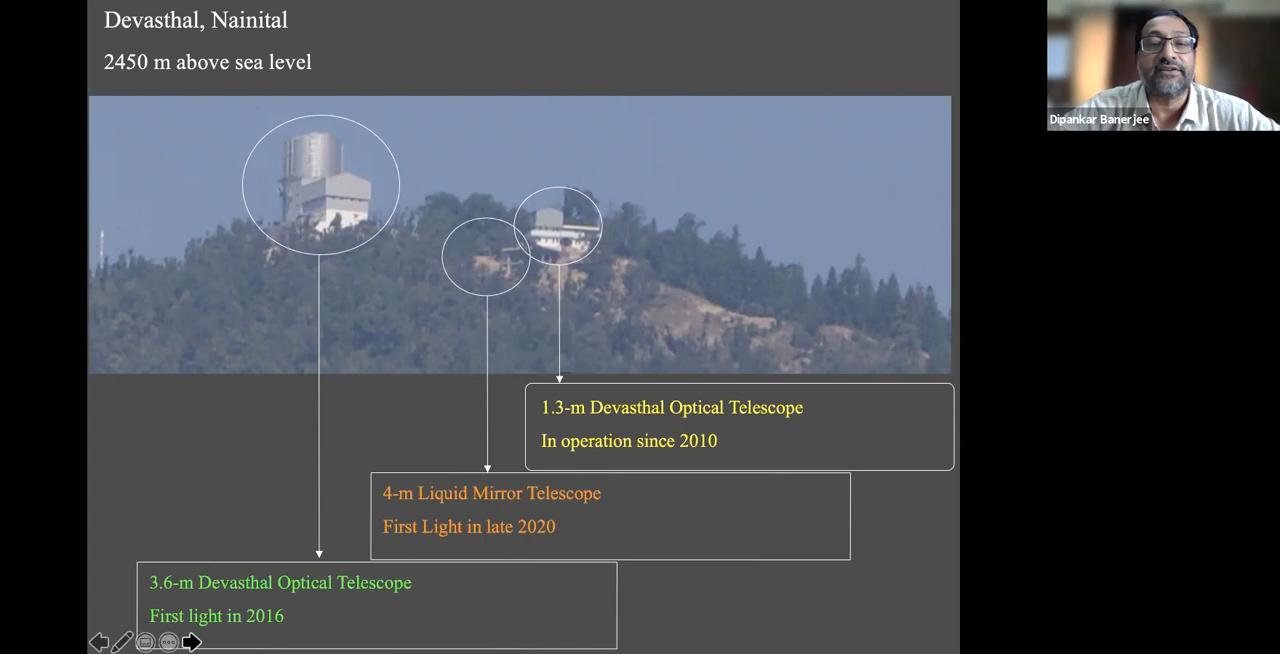 Devasthal, Nainital
2450 m above sea level
Dipankar Banerjee
1.3-m Devasthal Optical Telescope
In operation since 2010
4-m Liquid Mirror Telescope
First Light in late 2020
3.6-m Devasthal Optical Telescope
First light in 2016